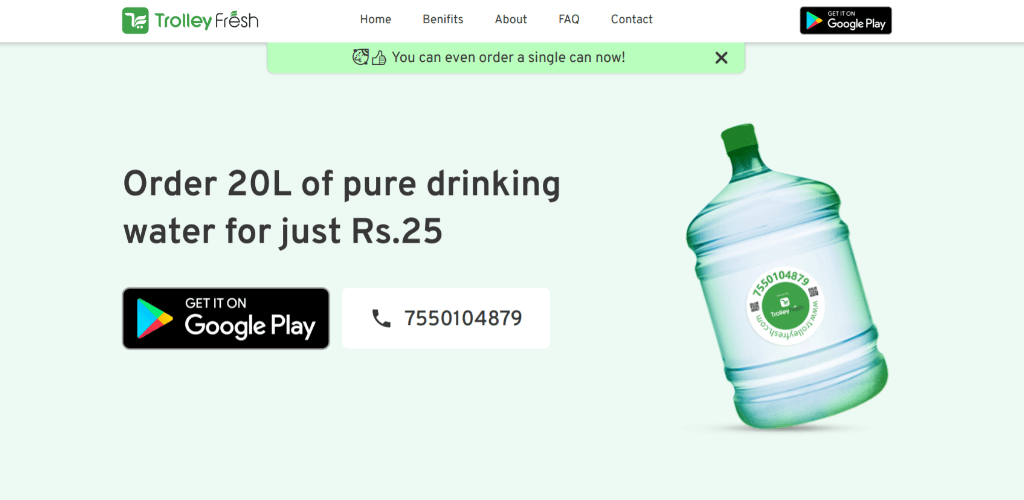 Trolley Fresh
Home
Benifits
About
FAQ
Contact
GET IT ON
Google Play
You can even order a single can now!
Order 20L of pure drinking
water for just Rs.25
GET IT ON
Google Play
7550104879
7550104879
Trolley Fresh
www.trolleyfresh.com